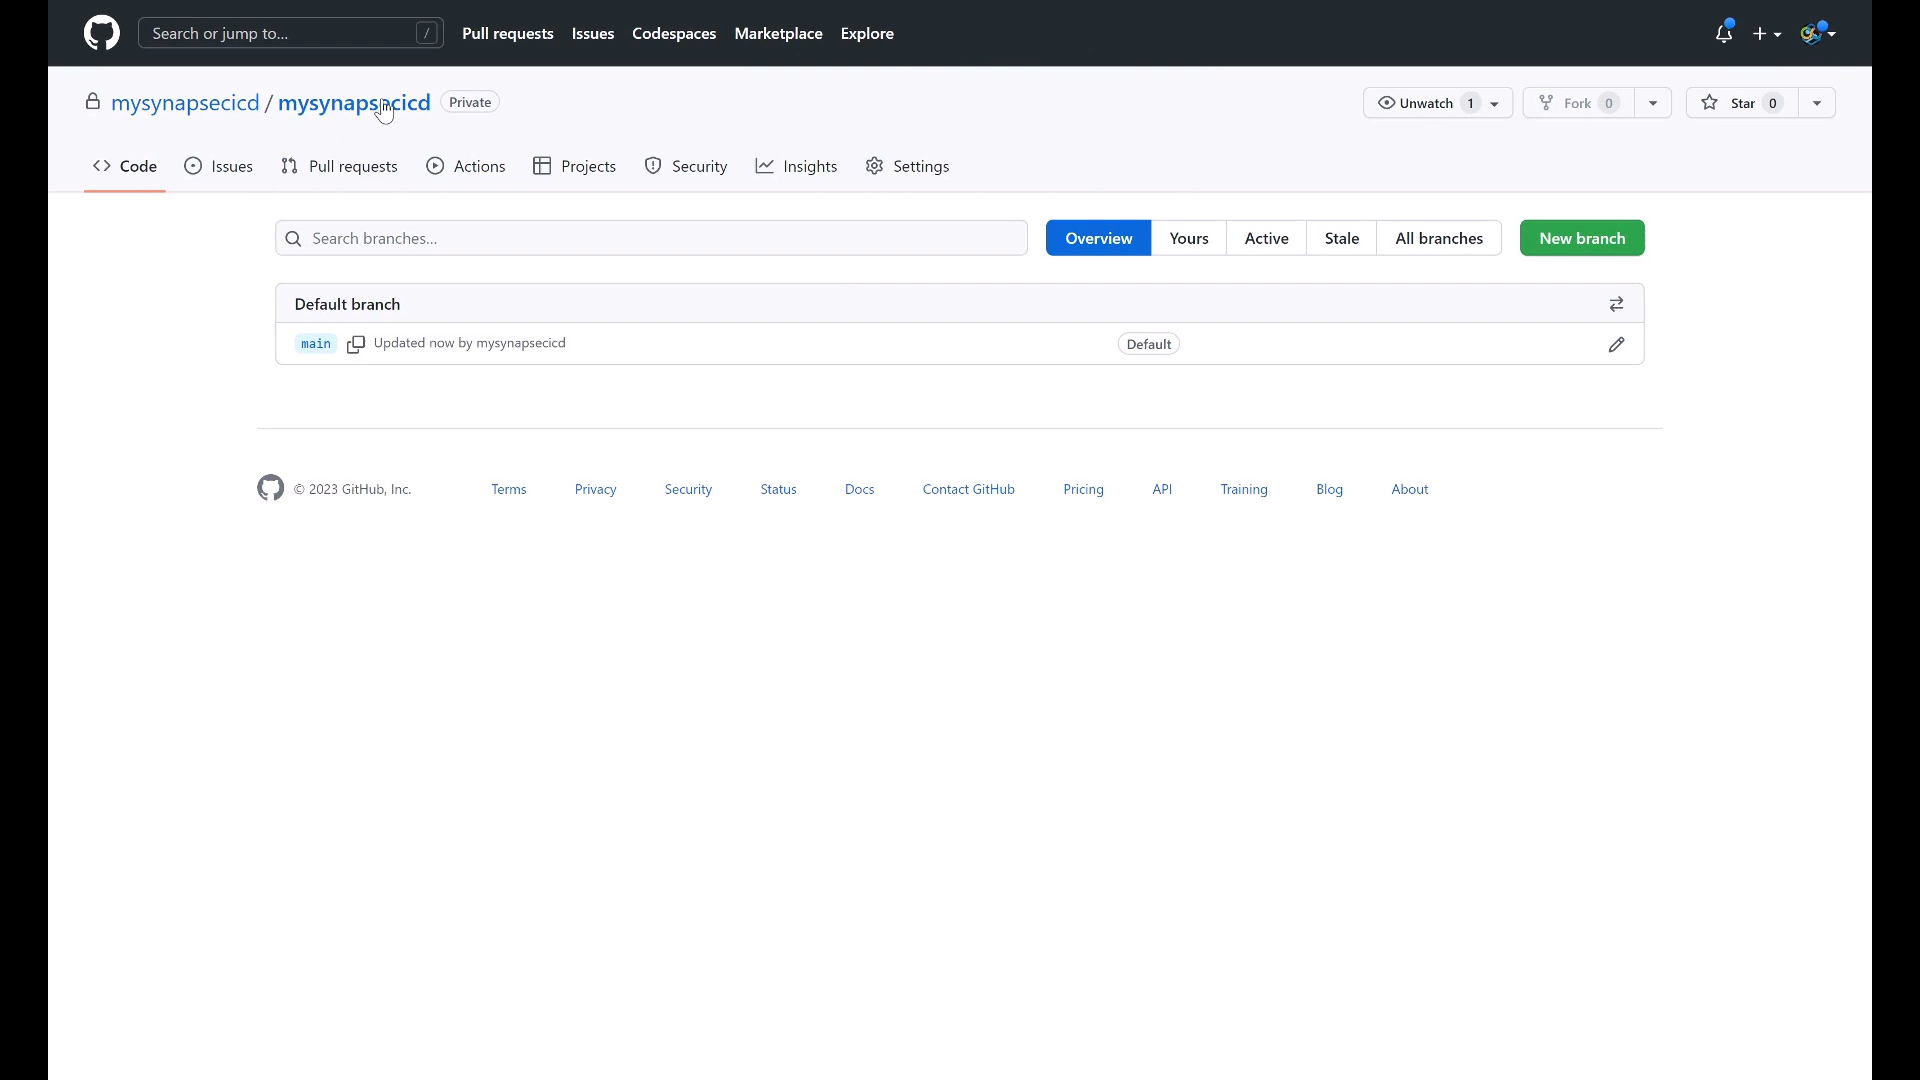 Search or jump to... / Pull requests Issues Codespaces Marketplace Explore
mysynapsecicd / mysynapsecicd Private Unwatch 1 Fork 0 Star 0
Code Issues Pull requests Actions Projects Security Insights Settings
Search branches... Overview Yours Active Stale All branches New branch
Default branch
main Updated now by mysynapsecicd Default
© 2023 GitHub, Inc. Terms Privacy Security Status Docs Contact GitHub Pricing API Training Blog About